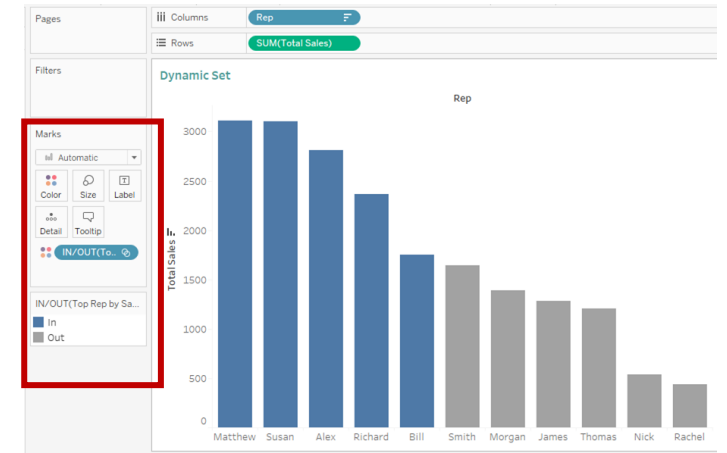 Pages
Columns
Rep
Rows
SUM(Total Sales)
Filters
Dynamic Set
Rep
Marks
Automatic
Color Size Label
Detail Tooltip
IN/OUT(To..
IN/OUT(Top Rep by Sa...
In
Out
Total Sales
3000
2500
2000
1500
1000
500
0
Matthew Susan Alex Richard Bill Smith Morgan James Thomas Nick Rachel